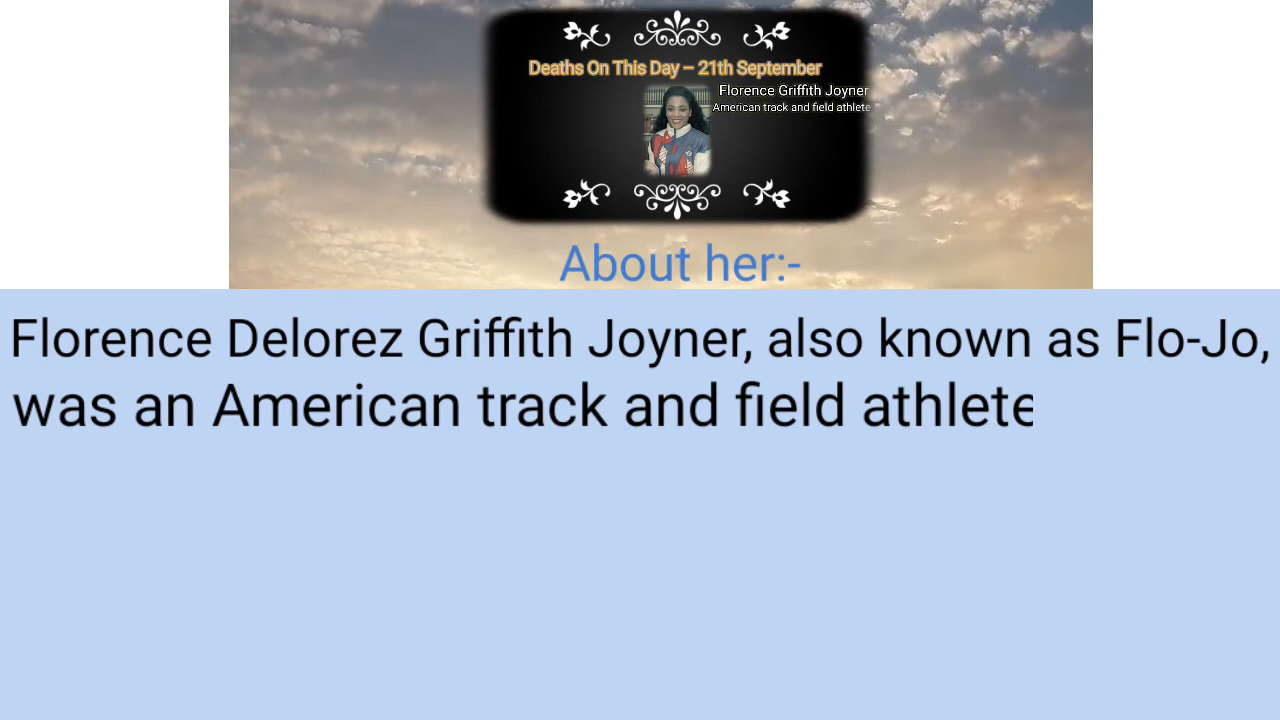 Deaths On This Day – 21th September
Florence Griffith Joyner
American track and field athlete
About her:-
Florence Delorez Griffith Joyner, also known as Flo-Jo,
was an American track and field athlete